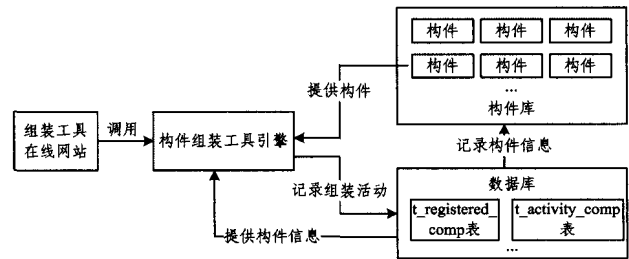 构件 构件 构件
构件 构件 构件
...
构件库
提供构件
组装工具
在线网站
调用
构件组装工具引擎
记录构件信息
记录组装活动
数据库
t_registered_
comp表
t_activity_comp
表
...
提供构件信息